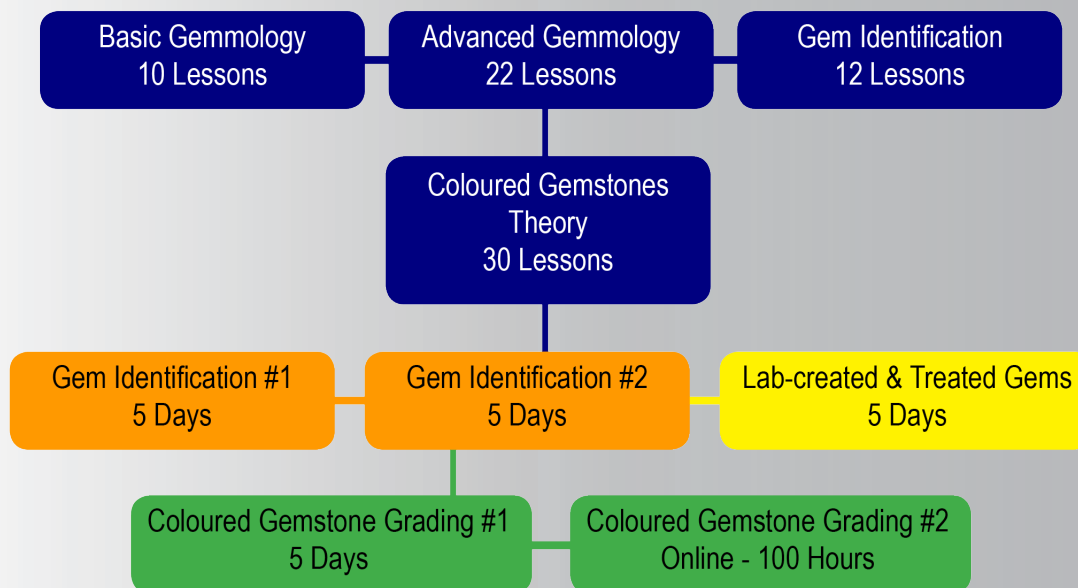 Basic Gemmology
10 Lessons
Advanced Gemmology
22 Lessons
Gem Identification
12 Lessons
Coloured Gemstones
Theory
30 Lessons
Gem Identification #1
5 Days
Gem Identification #2
5 Days
Lab-created & Treated Gems
5 Days
Coloured Gemstone Grading #1
5 Days
Coloured Gemstone Grading #2
Online - 100 Hours